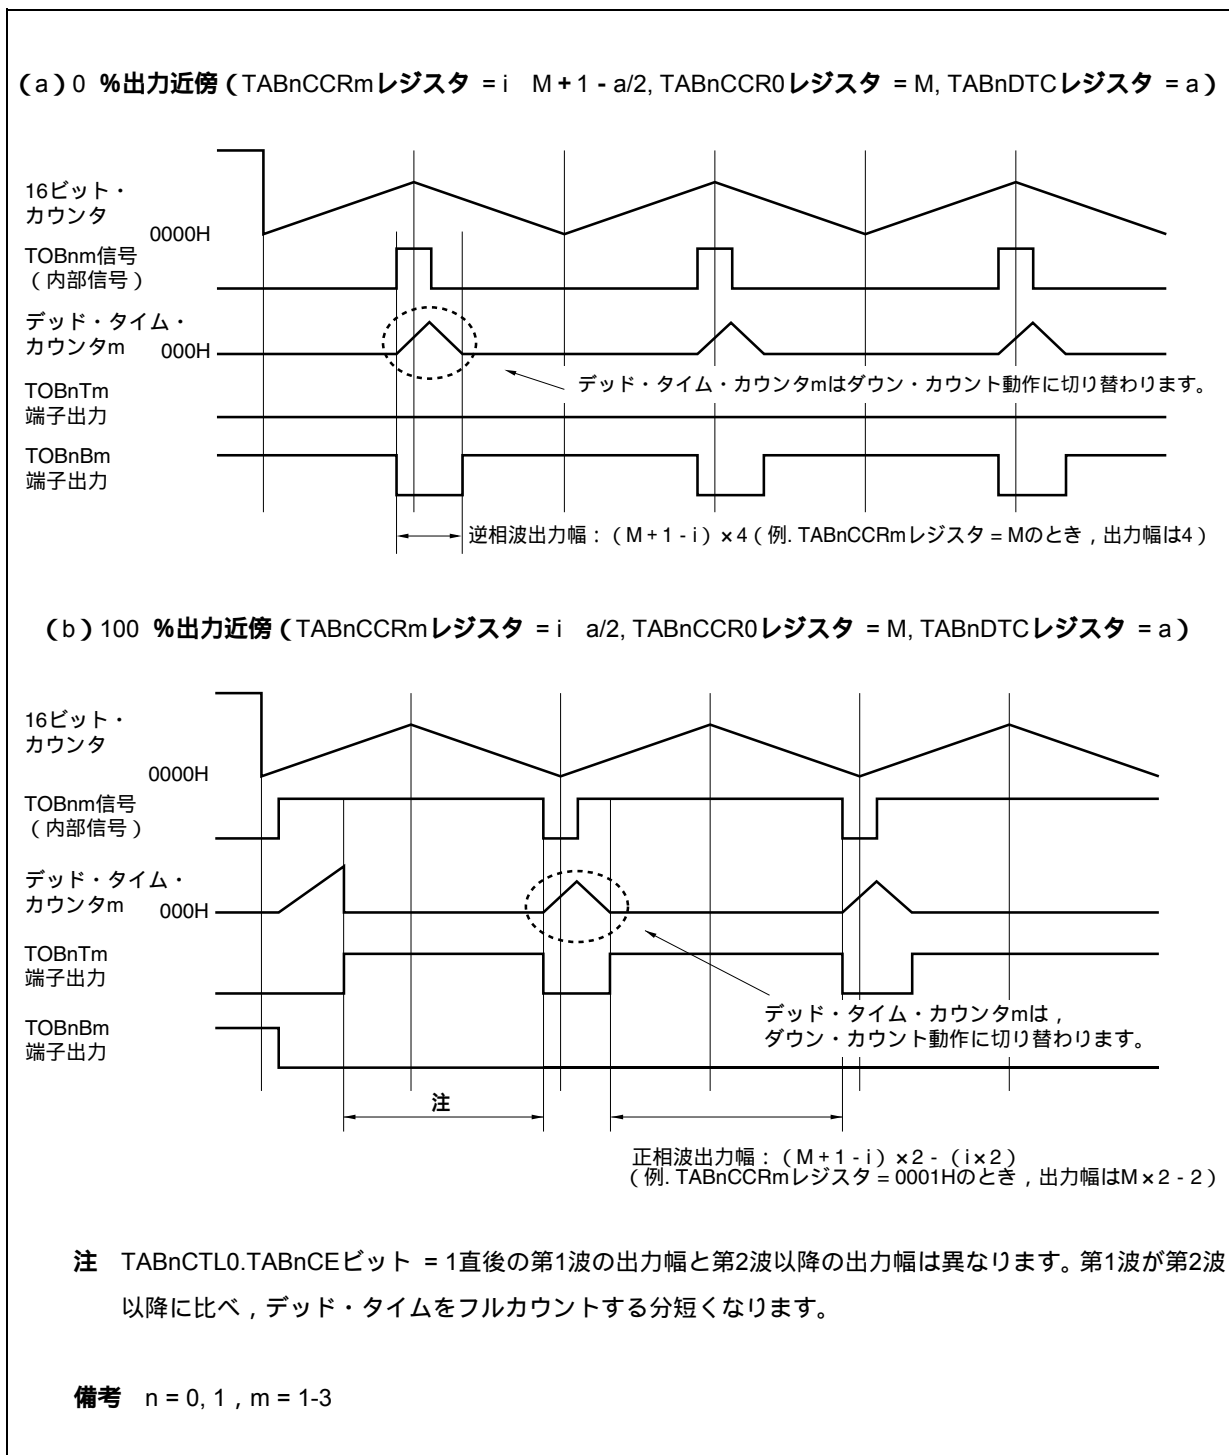 (a) 0 %出力近傍(TABnCCRmレジスタ = i M + 1 - a/2, TABnCCR0レジスタ = M, TABnDTCレジスタ = a)
16ビット・
カウンタ
0000H
TOBnm信号
(内部信号)
デッド・タイム・
カウンタm 000H
デッド・タイム・カウンタmはダウン・カウント動作に切り替わります。
TOBnTm
端子出力
TOBnBm
端子出力
逆相波出力幅:(M + 1 - i)×4(例. TABnCCRmレジスタ = Mのとき,出力幅は4)
(b) 100 %出力近傍(TABnCCRmレジスタ = i a/2, TABnCCR0レジスタ = M, TABnDTCレジスタ = a)
16ビット・
カウンタ
0000H
TOBnm信号
(内部信号)
デッド・タイム・
カウンタm 000H
TOBnTm
端子出力
デッド・タイム・カウンタmは,
ダウン・カウント動作に切り替わります。
TOBnBm
端子出力
注
正相波出力幅:(M + 1 - i)×2 - (i×2)
(例. TABnCCRmレジスタ = 0001Hのとき,出力幅はM×2 - 2)
注 TABnCTL0.TABnCEビット = 1直後の第1波の出力幅と第2波以降の出力幅は異なります。第1波が第2波
以降に比べ,デッド・タイムをフルカウントする分短くなります。
備考 n = 0, 1 , m = 1-3